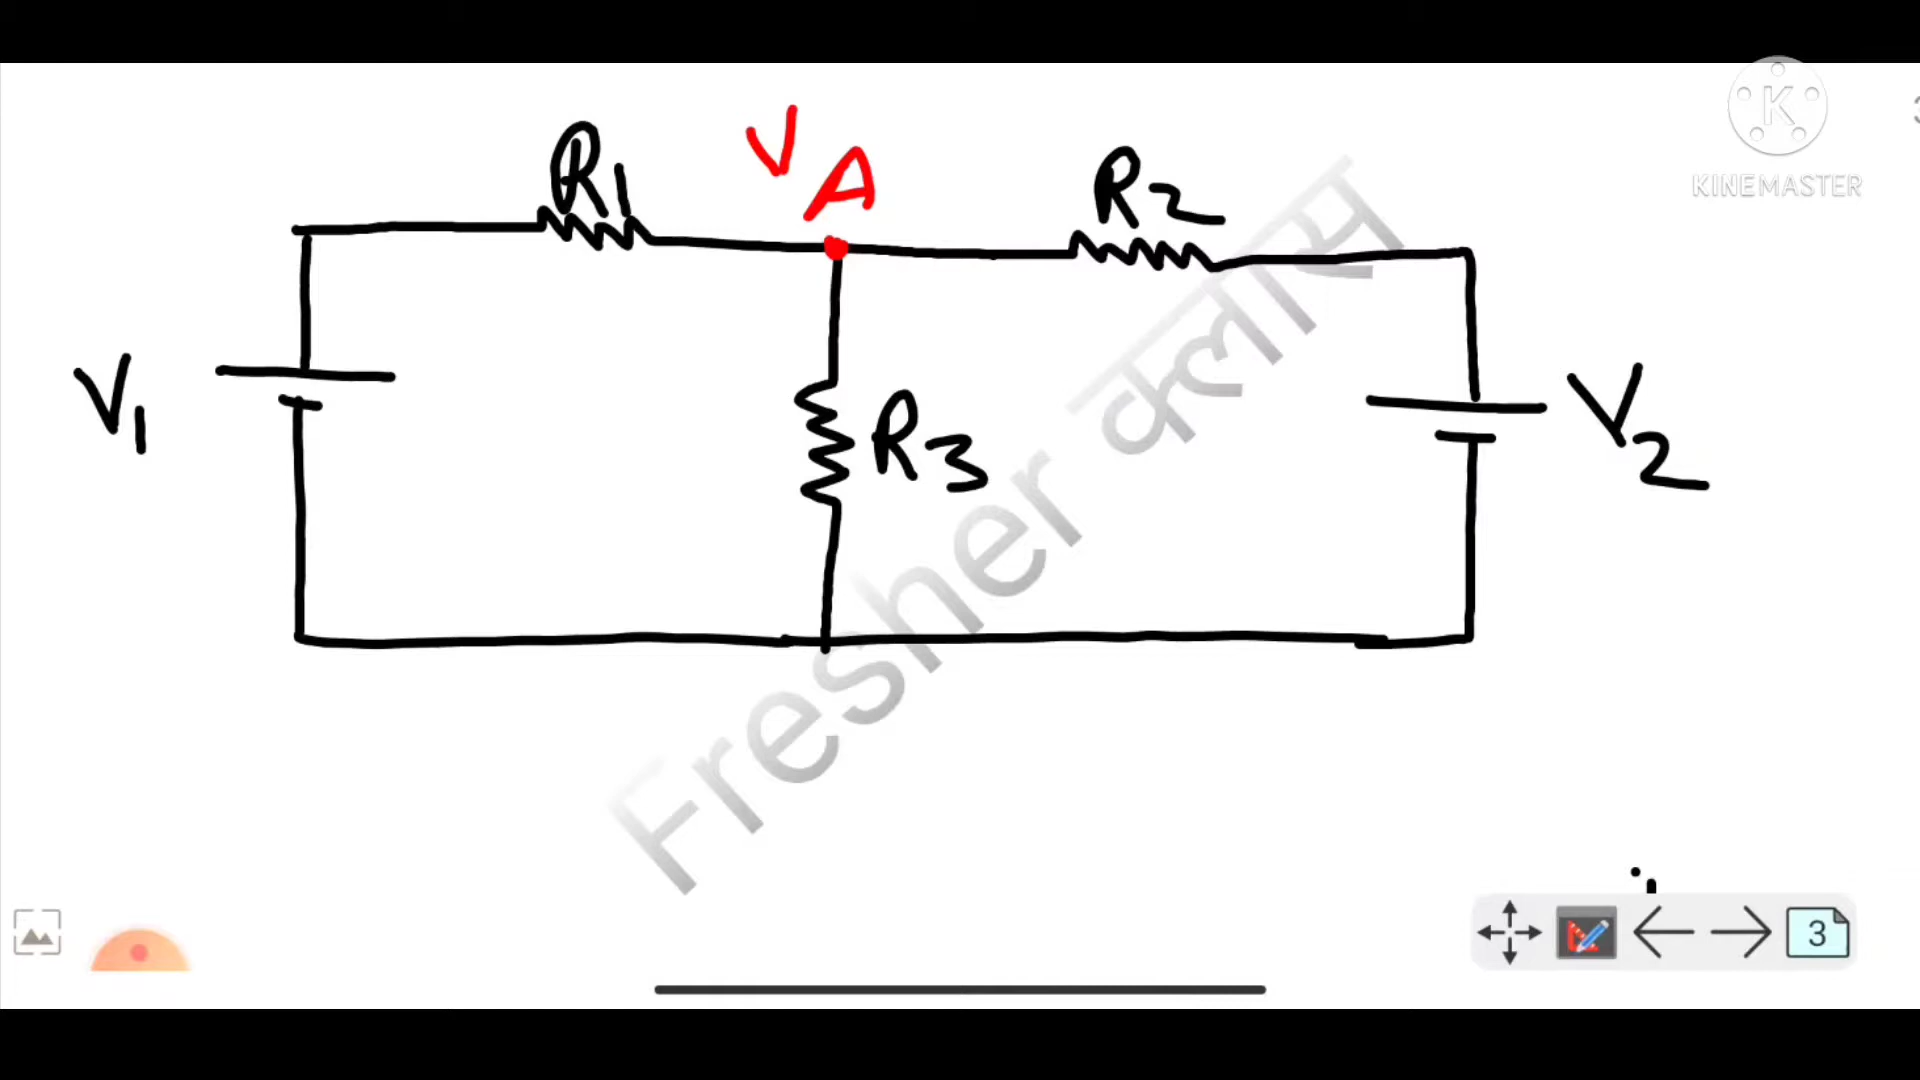 R1
VA
R2
KINEMASTER
V1
R3
V2
Fresher क्लास
3